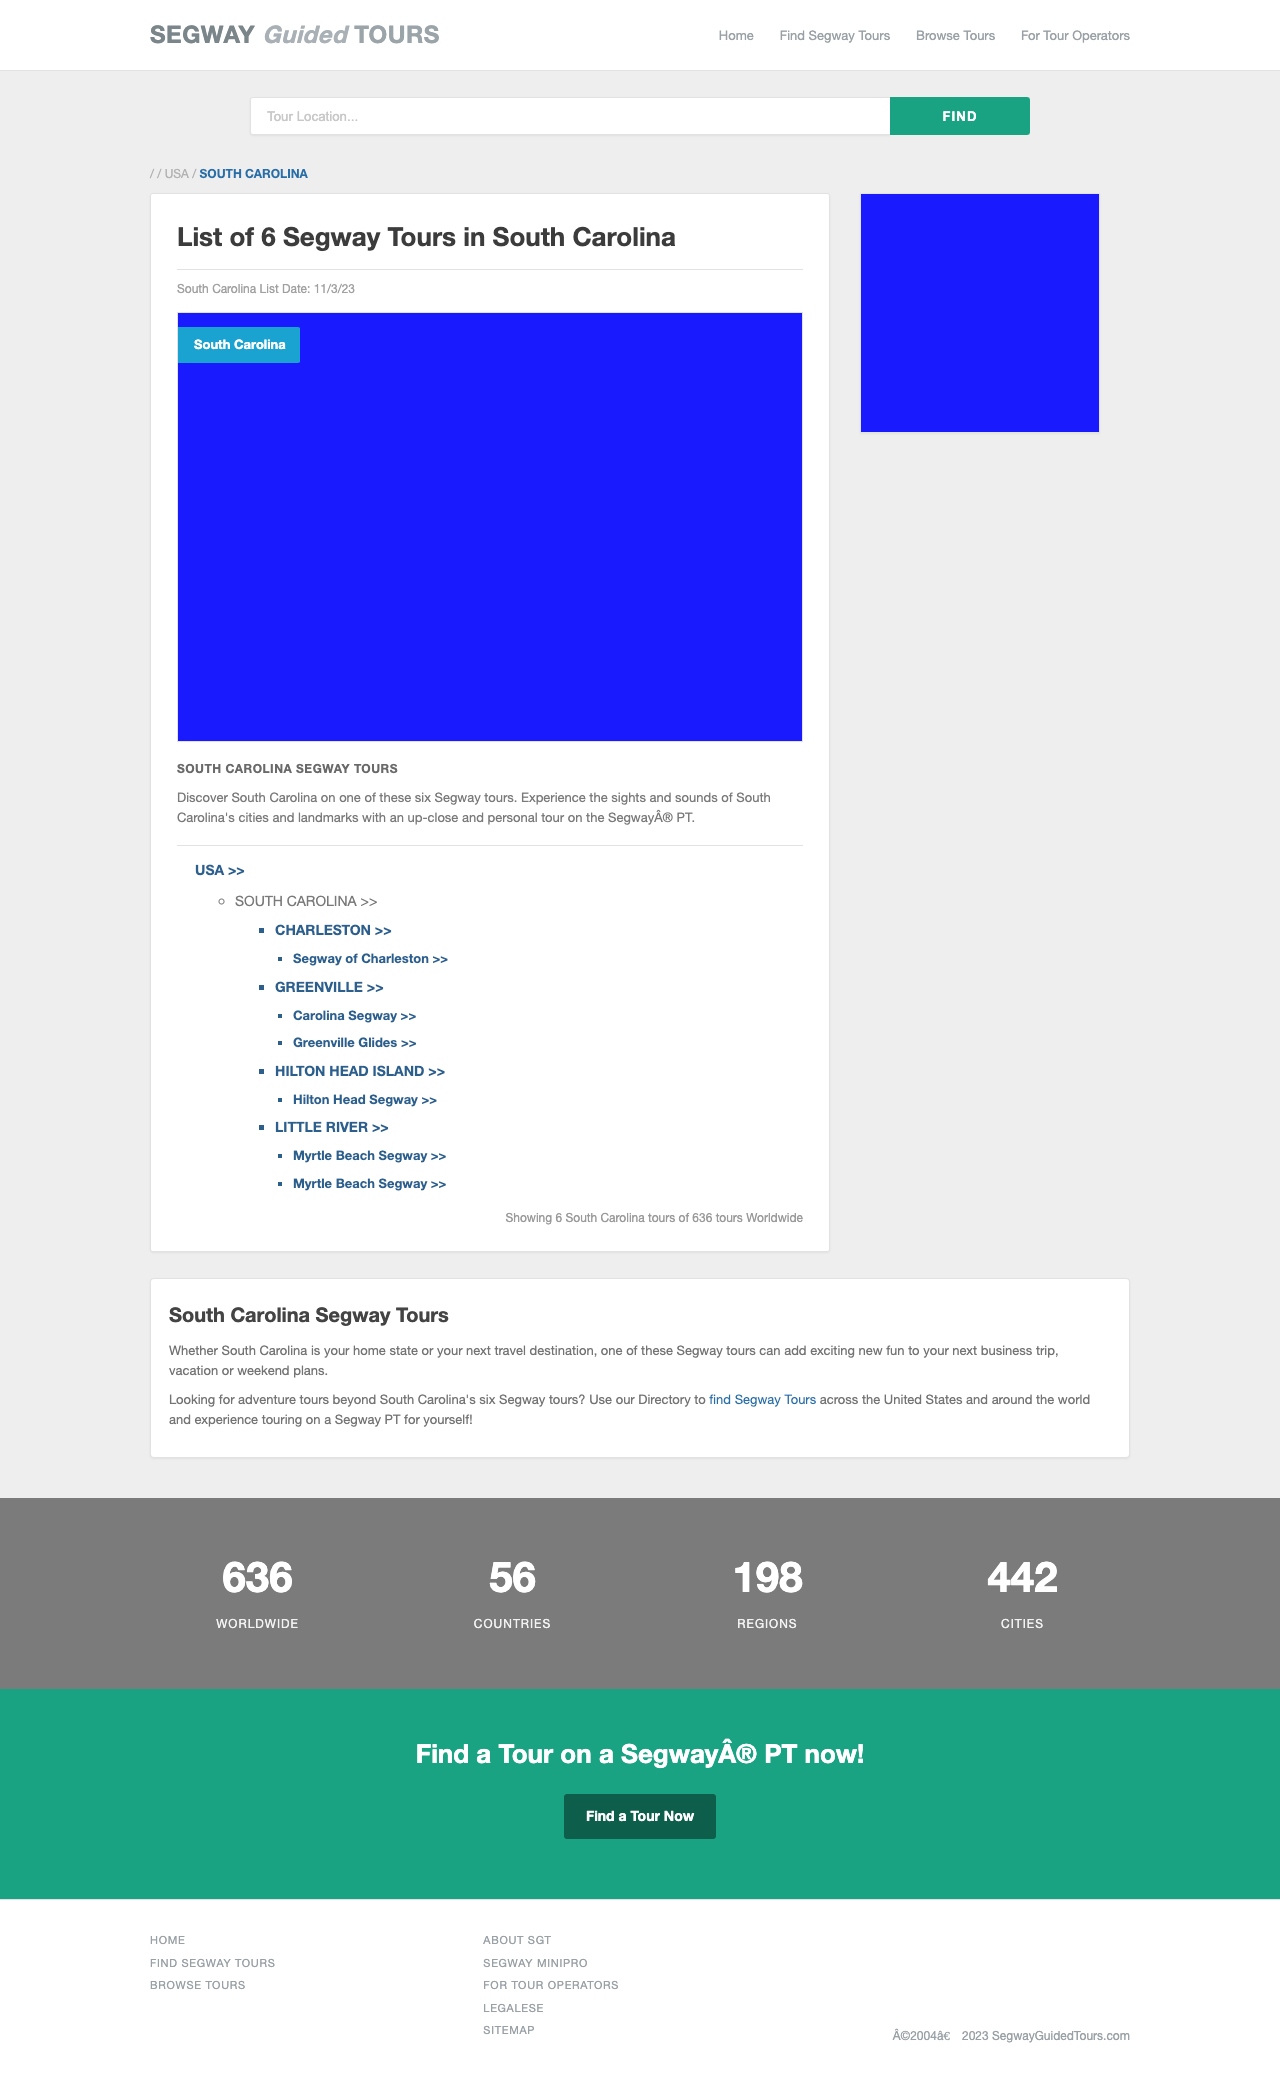 SEGWAY Guided TOURS
Home
Find Segway Tours
Browse Tours
For Tour Operators
Tour Location...
FIND
/ / USA / SOUTH CAROLINA
List of 6 Segway Tours in South Carolina
South Carolina List Date: 11/3/23
South Carolina
SOUTH CAROLINA SEGWAY TOURS
Discover South Carolina on one of these six Segway tours. Experience the sights and sounds of South
Carolina's cities and landmarks with an up-close and personal tour on the SegwayÂ® PT.
USA >>
SOUTH CAROLINA >>
CHARLESTON >>
Segway of Charleston >>
GREENVILLE >>
Carolina Segway >>
Greenville Glides >>
HILTON HEAD ISLAND >>
Hilton Head Segway >>
LITTLE RIVER >>
Myrtle Beach Segway >>
Myrtle Beach Segway >>
Showing 6 South Carolina tours of 636 tours Worldwide
South Carolina Segway Tours
Whether South Carolina is your home state or your next travel destination, one of these Segway tours can add exciting new fun to your next business trip,
vacation or weekend plans.
Looking for adventure tours beyond South Carolina's six Segway tours? Use our Directory to find Segway Tours across the United States and around the world
and experience touring on a Segway PT for yourself!
636
WORLDWIDE
56
COUNTRIES
198
REGIONS
442
CITIES
Find a Tour on a SegwayÂ® PT now!
Find a Tour Now
HOME
FIND SEGWAY TOURS
BROWSE TOURS
ABOUT SGT
SEGWAY MINIPRO
FOR TOUR OPERATORS
LEGALESE
SITEMAP
Â©2004â€ 2023 SegwayGuidedTours.com